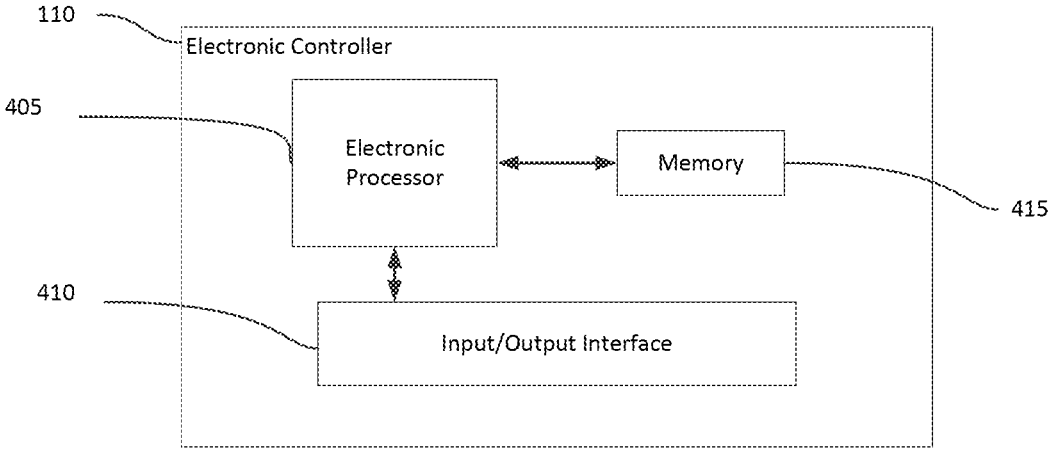 110
Electronic Controller
405
Electronic
Processor
Memory
415
410
Input/Output Interface